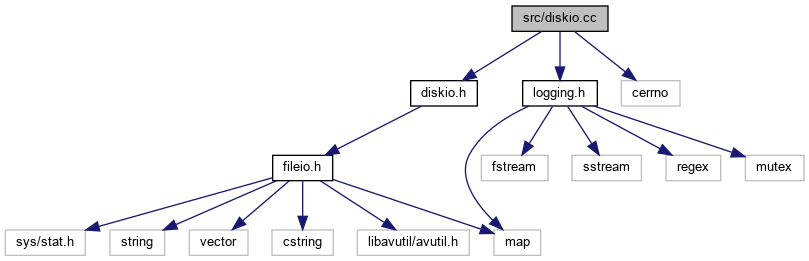 src/diskio.cc
diskio.h
logging.h
cerrno
fileio.h
fstream
sstream
regex
mutex
sys/stat.h
string
vector
cstring
libavutil/avutil.h
map